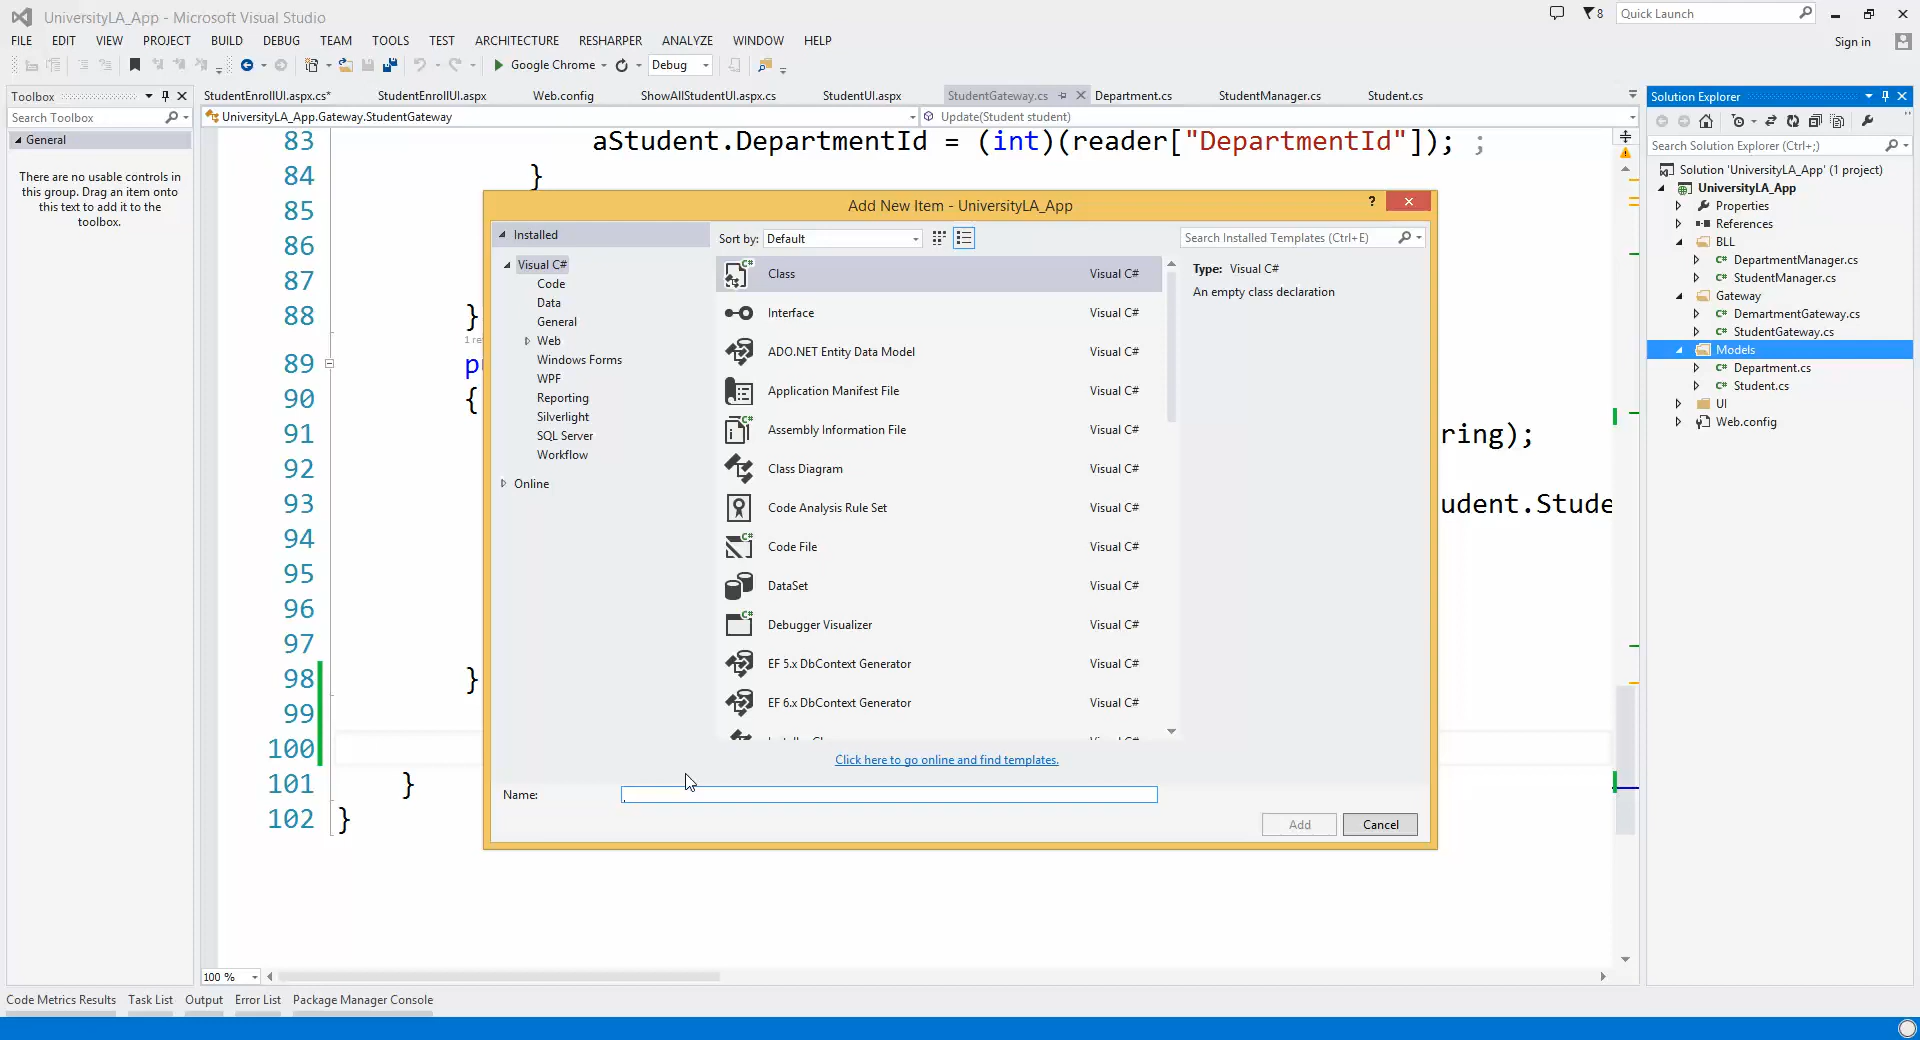 UniversityLA_App - Microsoft Visual Studio
8
Quick Launch
FILE EDIT VIEW PROJECT BUILD DEBUG TEAM TOOLS TEST ARCHITECTURE RESHARPER ANALYZE WINDOW HELP
Sign in
Google Chrome
Debug
Toolbox
Search Toolbox
General
There are no usable controls in
this group. Drag an item onto
this text to add it to the
toolbox.
StudentEnrollUI.aspx.cs* StudentEnrollUI.aspx Web.config ShowAllStudentUI.aspx.cs StudentUI.aspx StudentGateway.cs Department.cs StudentManager.cs Student.cs
UniversityLA_App.Gateway.StudentGateway
Update(Student student)
83 aStudent.DepartmentId = (int)(reader["DepartmentId"]); ;
84 }
85
86
87
88 }
89
90 {
91 ring);
92
93 udent.Stude
94
95
96
97
98 }
99
100
101 }
102 }
100 %
Add New Item - UniversityLA_App
?
Installed
Visual C#
Code
Data
General
Web
Windows Forms
WPF
Reporting
Silverlight
SQL Server
Workflow
Online
Sort by: Default
Search Installed Templates (Ctrl+E)
Class Visual C#
Interface Visual C#
ADO.NET Entity Data Model Visual C#
Application Manifest File Visual C#
Assembly Information File Visual C#
Class Diagram Visual C#
Code Analysis Rule Set Visual C#
Code File Visual C#
DataSet Visual C#
Debugger Visualizer Visual C#
EF 5.x DbContext Generator Visual C#
EF 6.x DbContext Generator Visual C#
Type: Visual C#
An empty class declaration
Click here to go online and find templates.
Name:
Add Cancel
Solution Explorer
Search Solution Explorer (Ctrl+;)
Solution 'UniversityLA_App' (1 project)
UniversityLA_App
Properties
References
BLL
DepartmentManager.cs
StudentManager.cs
Gateway
DemartmentGateway.cs
StudentGateway.cs
Models
Department.cs
Student.cs
UI
Web.config
Code Metrics Results Task List Output Error List Package Manager Console